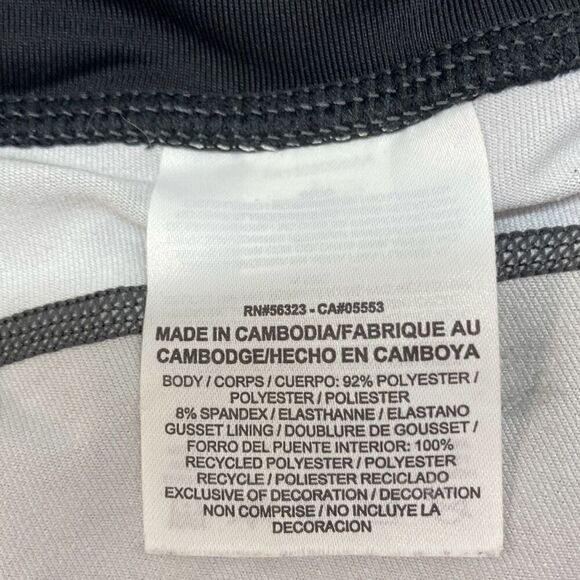 RN#56323 - CA#05553
MADE IN CAMBODIA/FABRIQUE AU
CAMBODGE/HECHO EN CAMBOYA
BODY / CORPS / CUERPO: 92% POLYESTER /
POLYESTER / POLIESTER
8% SPANDEX / ELASTHANNE / ELASTANO
GUSSET LINING / DOUBLURE DE GOUSSET /
FORRO DEL PUENTE INTERIOR: 100%
RECYCLED POLYESTER / POLYESTER
RECYCLE / POLIESTER RECICLADO
EXCLUSIVE OF DECORATION / DECORATION
NON COMPRISE / NO INCLUYE LA
DECORACION